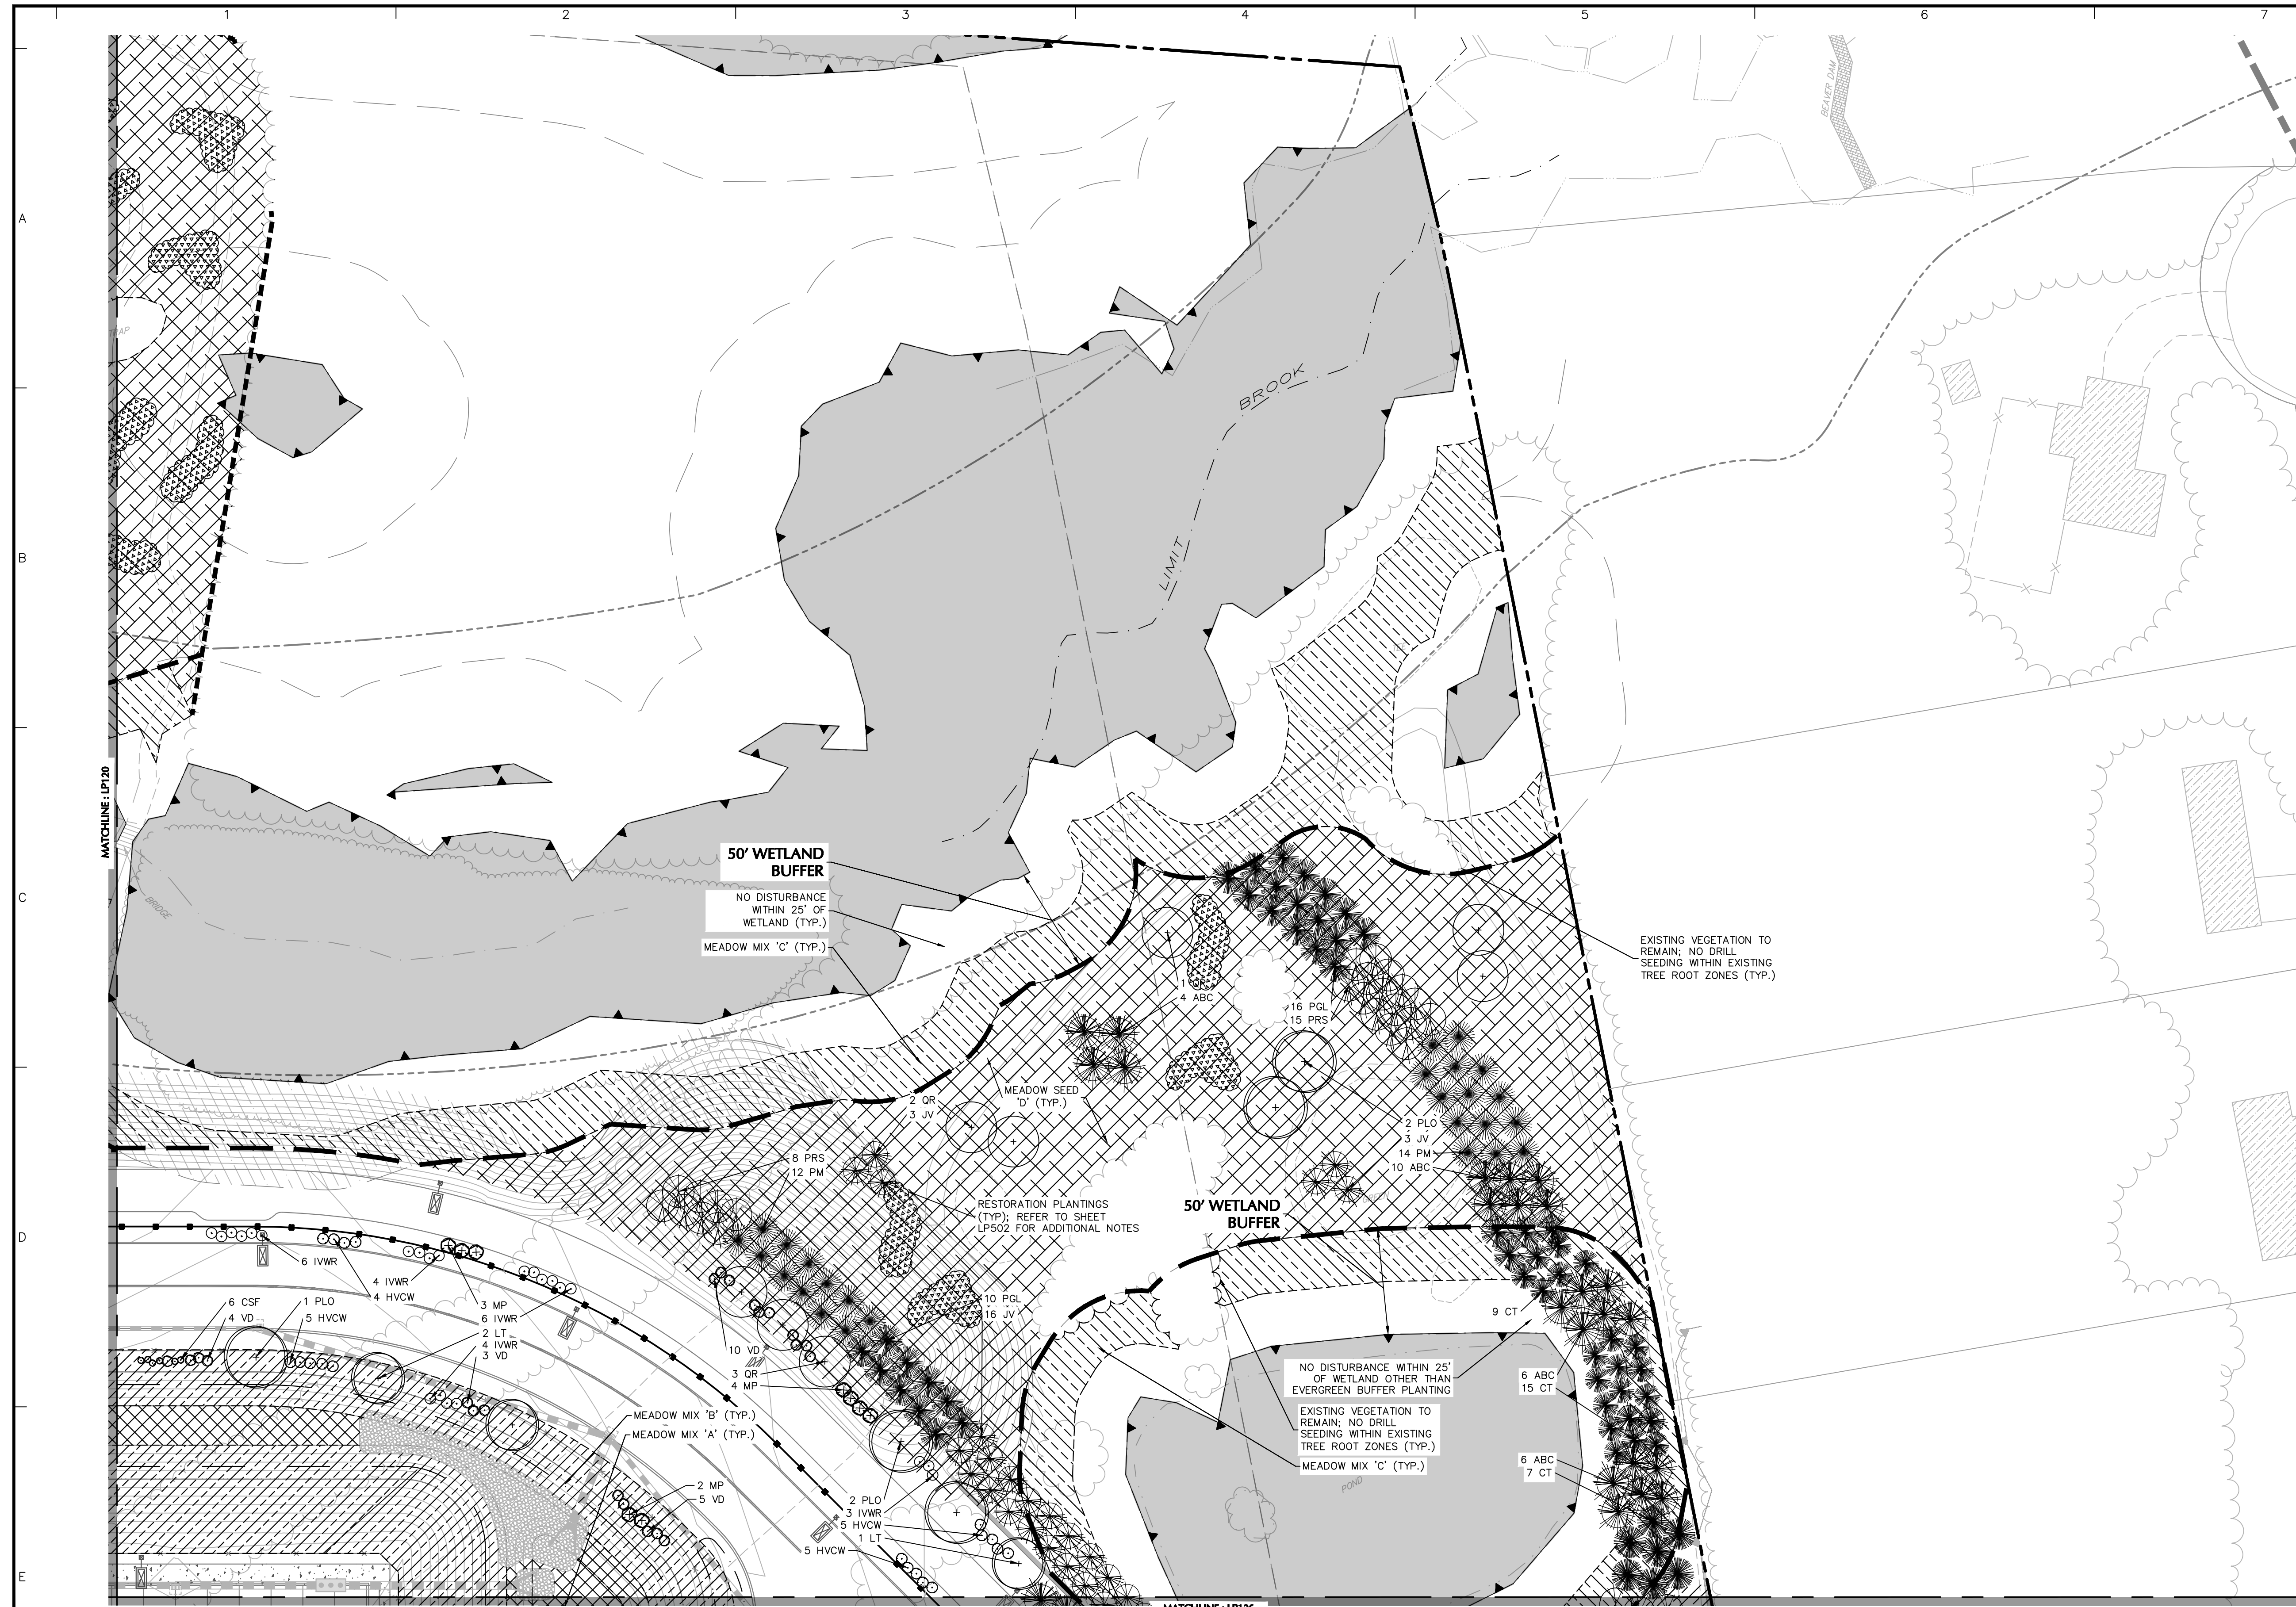 1
2
3
4
5
6
7
A
B
C
D
E
BEAVER DAM
TRAP
BROOK
LIMIT
MATCHLINE : LP120
BRIDGE
50' WETLAND
BUFFER
NO DISTURBANCE
WITHIN 25' OF
WETLAND (TYP.)
MEADOW MIX 'C' (TYP.)
EXISTING VEGETATION TO
REMAIN; NO DRILL
SEEDING WITHIN EXISTING
TREE ROOT ZONES (TYP.)
4 ABC
16 PGL
15 PRS
MEADOW SEED
'D' (TYP.)
2 QR
3 JV
2 PLO
3 JV
14 PM
10 ABC
8 PRS
12 PM
RESTORATION PLANTINGS
(TYP); REFER TO SHEET
LP502 FOR ADDITIONAL NOTES
50' WETLAND
BUFFER
6 IVWR
4 IVWR
4 HVCW
3 MP
6 IVWR
2 LT
4 IVWR
3 VD
6 CSF
4 VD
1 PLO
5 HVCW
10 PGL
16 JV
10 VD
3 QR
4 MP
9 CT
NO DISTURBANCE WITHIN 25'
OF WETLAND OTHER THAN
EVERGREEN BUFFER PLANTING
6 ABC
15 CT
EXISTING VEGETATION TO
REMAIN; NO DRILL
SEEDING WITHIN EXISTING
TREE ROOT ZONES (TYP.)
MEADOW MIX 'C' (TYP.)
MEADOW MIX 'B' (TYP.)
MEADOW MIX 'A' (TYP.)
6 ABC
7 CT
POND
2 MP
5 VD
2 PLO
3 IVWR
5 HVCW
1 LT
5 HVCW